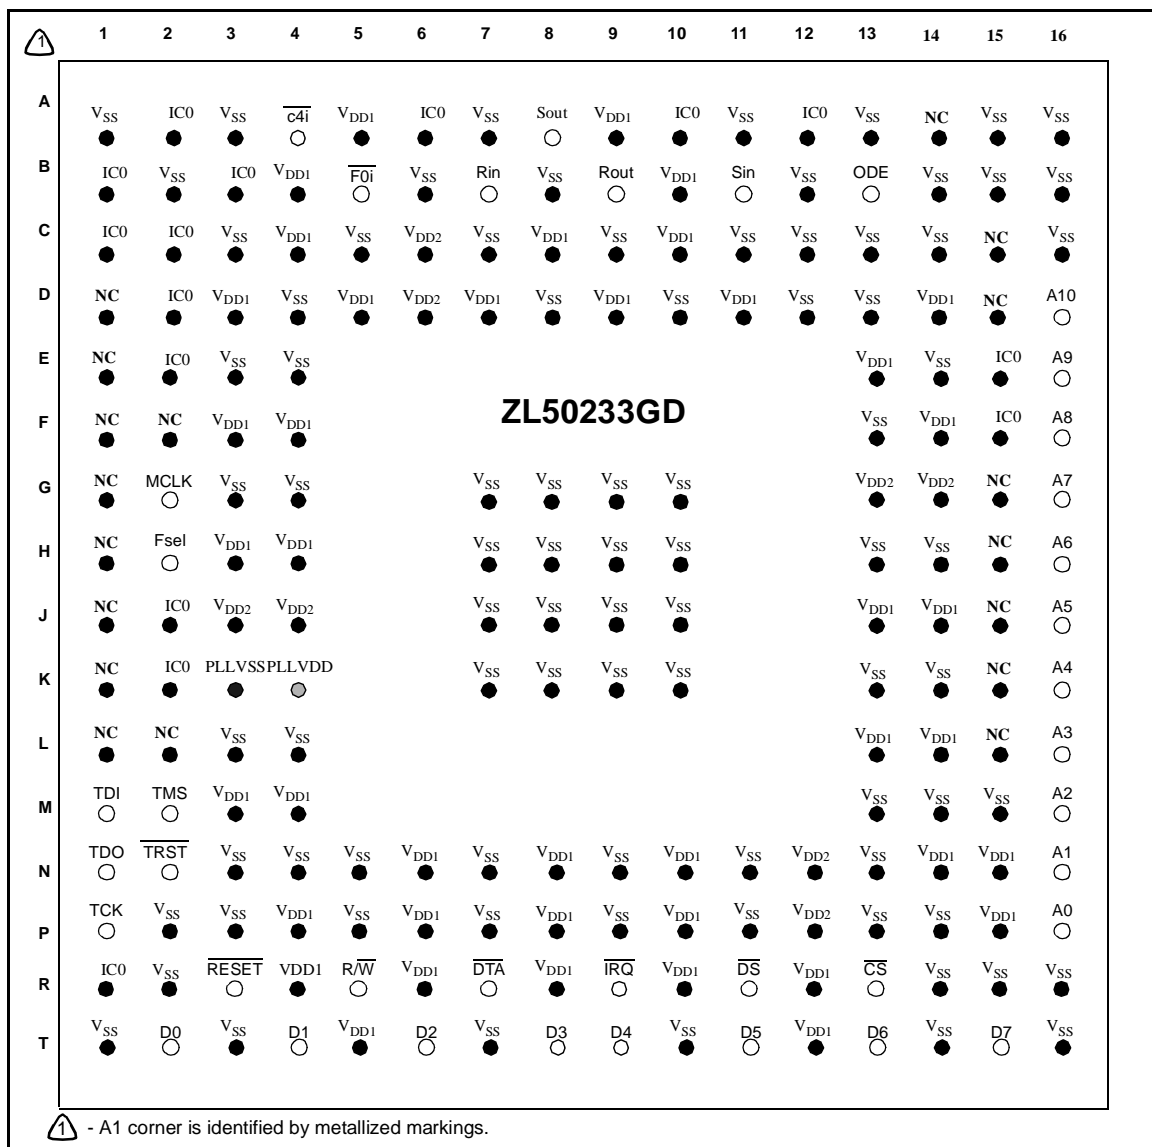 1 1 2 3 4 5 6 7 8 9 10 11 12 13 14 15 16
A VSS IC0 VSS c4i VDD1 IC0 VSS Sout VDD1 IC0 VSS IC0 VSS NC VSS VSS
B IC0 VSS IC0 VDD1 F0i VSS Rin VSS Rout VDD1 Sin VSS ODE VSS VSS VSS
C IC0 IC0 VSS VDD1 VSS VDD2 VSS VDD1 VSS VDD1 VSS VSS VSS VSS NC VSS
D NC IC0 VDD1 VSS VDD1 VDD2 VDD1 VSS VSS VSS VDD1 VSS VSS VDD1 NC A10
E NC IC0 VSS VSS VDD1 VSS IC0 A9
ZL50233GD
F NC NC VDD1 VDD1 VSS VDD1 IC0 A8
G NC MCLK VSS VSS VSS VSS VSS VSS VDD2 VDD2 NC A7
H NC Fsel VDD1 VDD1 VSS VSS VSS VSS VSS VSS NC A6
J NC IC0 VDD2 VDD2 VSS VSS VSS VSS VDD1 VDD1 NC A5
K NC IC0 PLLVSS PLLVDD VSS VSS VSS VSS VSS VSS NC A4
L NC NC VSS VSS VDD1 VDD1 NC A3
M TDI TMS VDD1 VDD1 VSS VSS VSS A2
N TDO TRST VSS VSS VSS VDD1 VSS VDD1 VSS VDD1 VSS VDD2 VSS VDD1 VDD1 A1
P TCK VSS VSS VDD1 VSS VDD1 VSS VDD1 VSS VDD1 VSS VDD2 VSS VSS VDD1 A0
R IC0 VSS RESET VDD1 R/W VDD1 DTA VDD1 IRQ VDD1 DS VDD1 CS VSS VSS VSS
T VSS D0 VSS D1 VDD1 D2 VSS D3 D4 VSS D5 VDD1 D6 VSS D7 VSS
1 - A1 corner is identified by metallized markings.